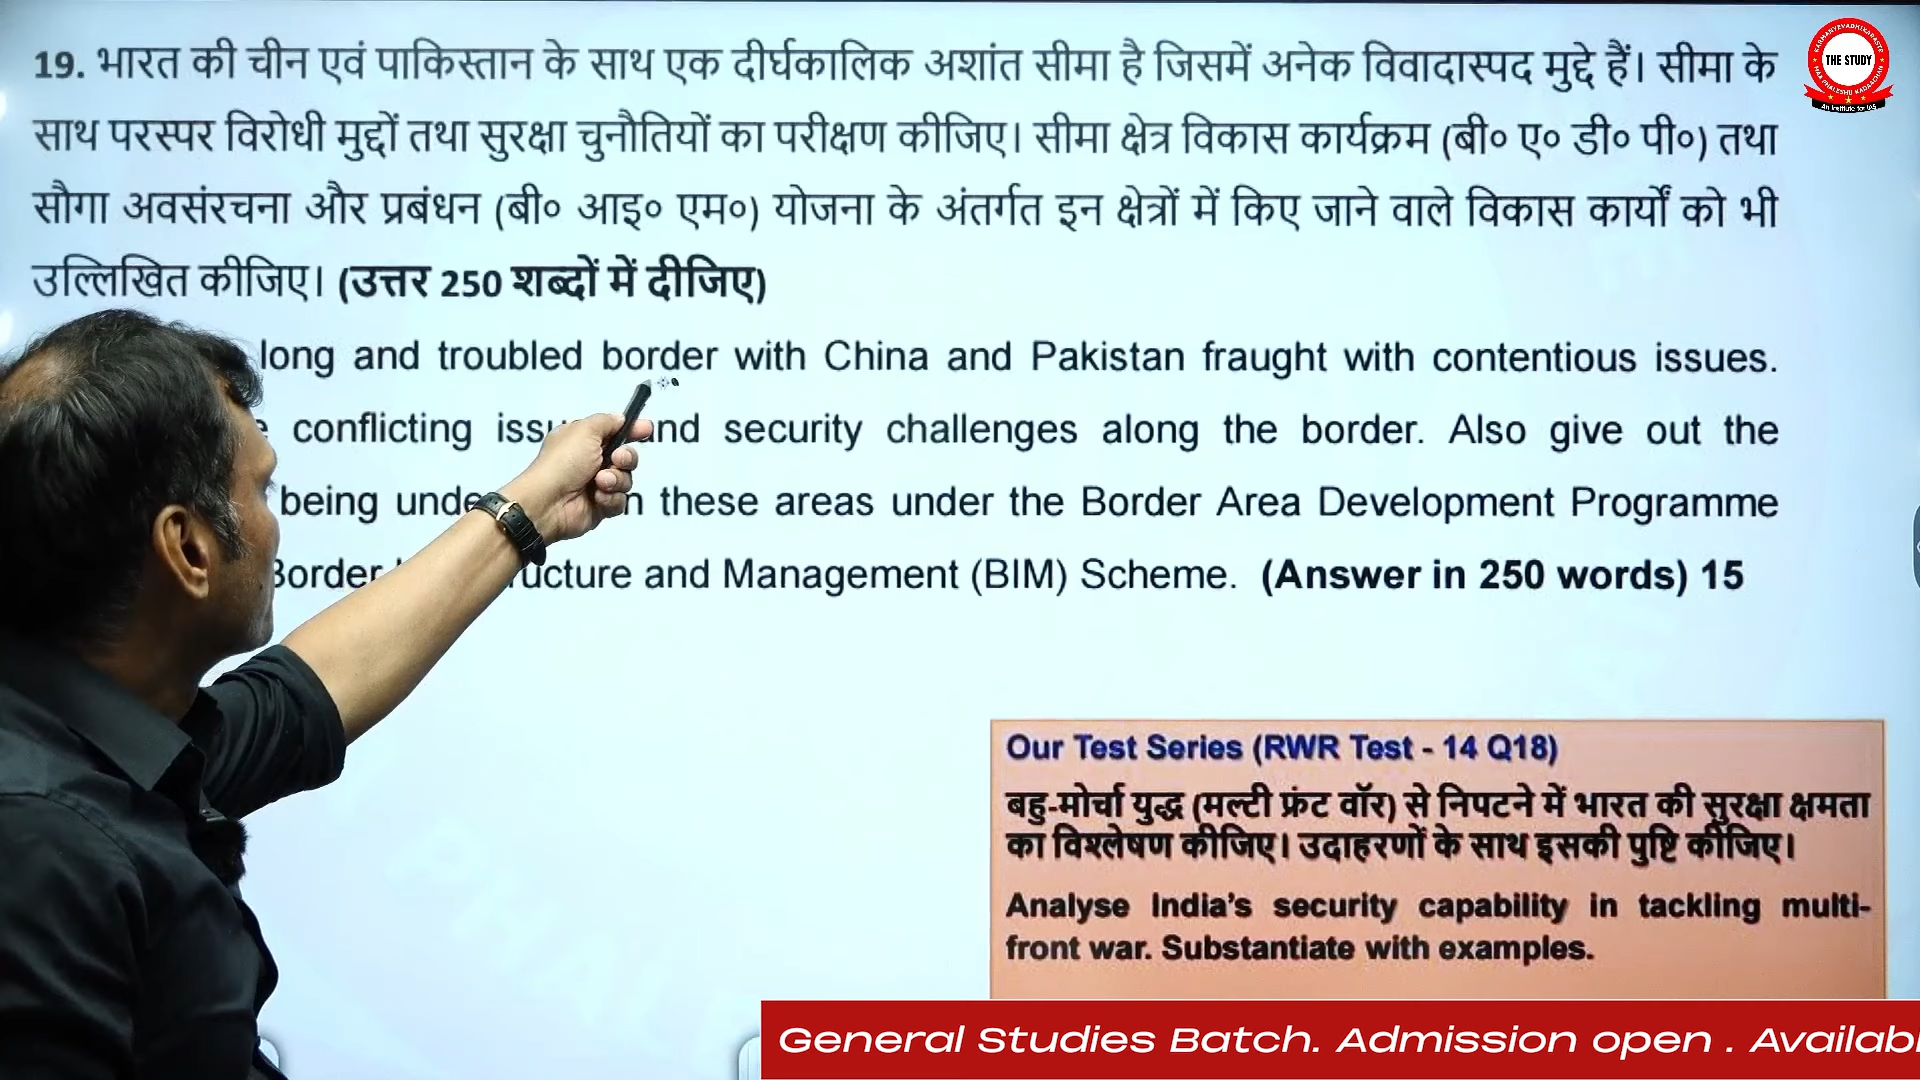 19. भारत की चीन एवं पाकिस्तान के साथ एक दीर्घकालिक अशांत सीमा है जिसमें अनेक विवादास्पद मुद्दे हैं। सीमा के
साथ परस्पर विरोधी मुद्दों तथा सुरक्षा चुनौतियों का परीक्षण कीजिए। सीमा क्षेत्र विकास कार्यक्रम (बी० ए० डी० पी०) तथा
सौगा अवसंरचना और प्रबंधन (बी० आइ० एम०) योजना के अंतर्गत इन क्षेत्रों में किए जाने वाले विकास कार्यों को भी
उल्लिखित कीजिए। (उत्तर 250 शब्दों में दीजिए)
long and troubled border with China and Pakistan fraught with contentious issues.
conflicting and security challenges along the border. Also give out the
being in these areas under the Border Area Development Programme
Border and Management (BIM) Scheme. (Answer in 250 words) 15
THE STUDY
An Institute for IAS
Our Test Series (RWR Test - 14 Q18)
बहु-मोर्चा युद्ध (मल्टी फ्रंट वॉर) से निपटने में भारत की सुरक्षा क्षमता
का विश्लेषण कीजिए। उदाहरणों के साथ इसकी पुष्टि कीजिए।
Analyse India's security capability in tackling multi-
front war. Substantiate with examples.
General Studies Batch. Admission open . Availab